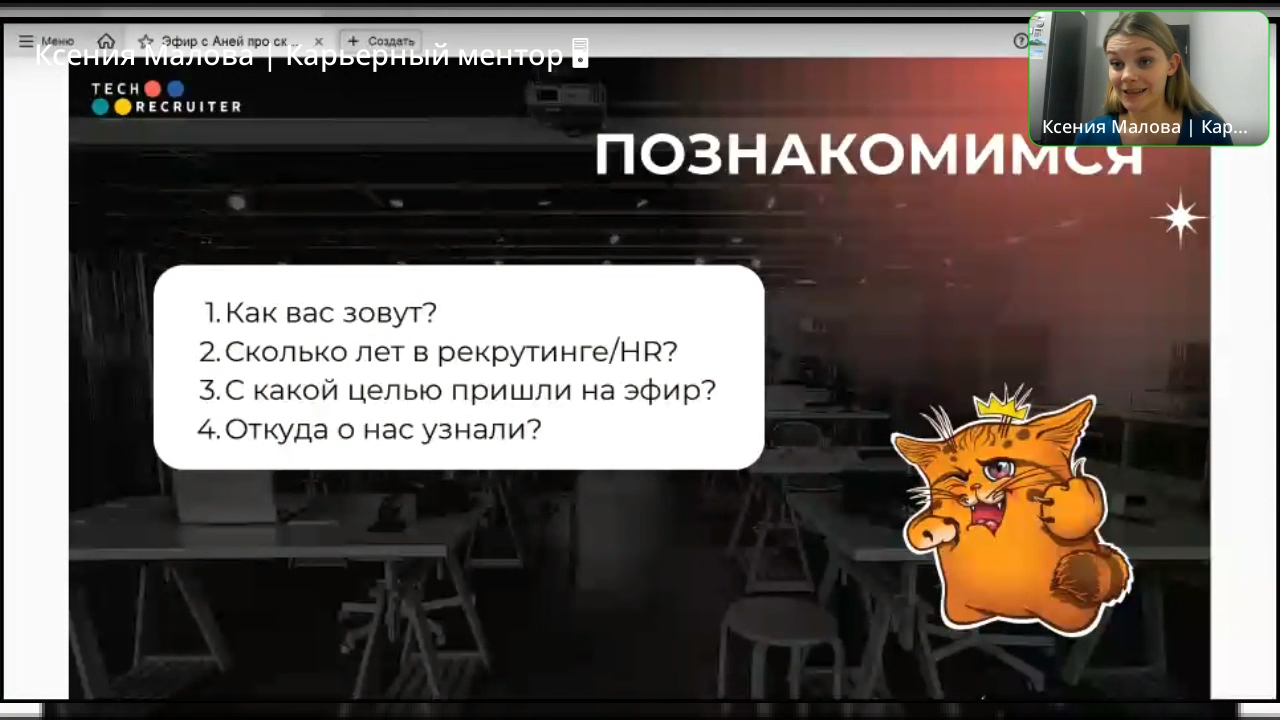 Меню
Эфир с Аней про ск ...
Создать
Ксения Малова | Карьерный ментор
TECH
RECRUITER
Ксения Малова | Кар...
ПОЗНАКОМИМСЯ
1. Как вас зовут?
2. Сколько лет в рекрутинге/HR?
3. С какой целью пришли на эфир?
4. Откуда о нас узнали?